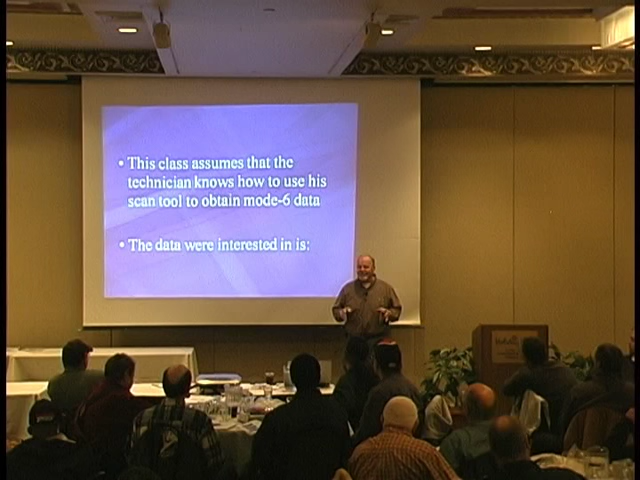 • This class assumes that the
technician knows how to use his
scan tool to obtain mode-6 data
• The data were interested in is:
Holiday